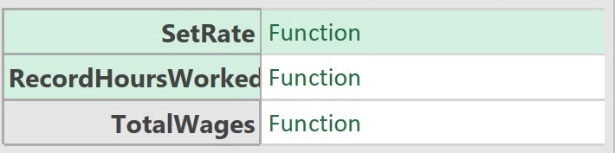 SetRate Function
RecordHoursWorked Function
TotalWages Function